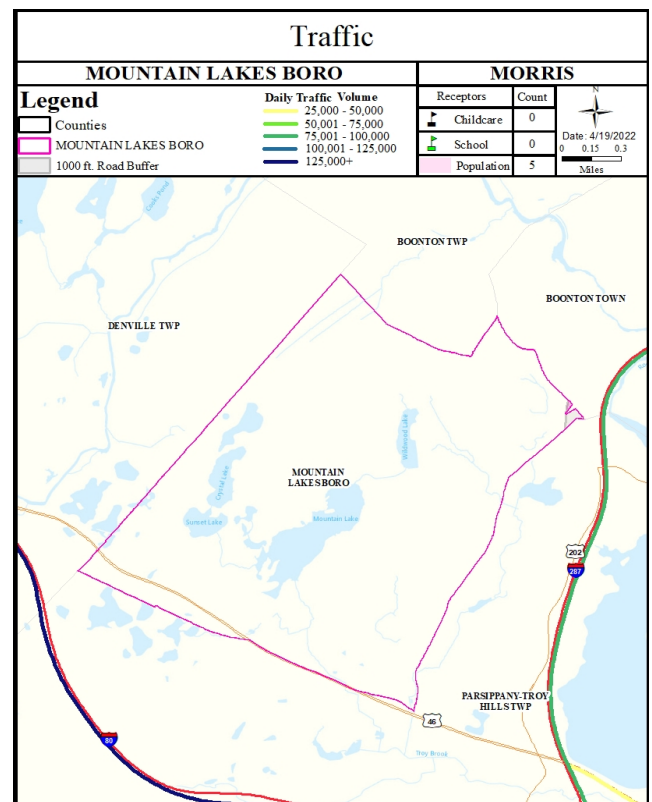 Traffic
MOUNTAIN LAKES BORO
MORRIS
Legend
Counties
MOUNTAIN LAKES BORO
1000 ft. Road Buffer
Daily Traffic Volume
25,000 - 50,000
50,001 - 75,000
75,001 - 100,000
100,001 - 125,000
125,000+
Receptors Count
Childcare 0
School 0
Population 5
N
Date: 4/19/2022
0 0.15 0.3
Miles
Cooks Pond
BOONTON TWP
BOONTON TOWN
DENVILLE TWP
Wildwood Lake
Crystal Lake
MOUNTAIN
LAKES BORO
Sunset Lake
Mountain Lake
202
287
PARSIPPANY-TROY
HILLS TWP
46
80
Troy Brook